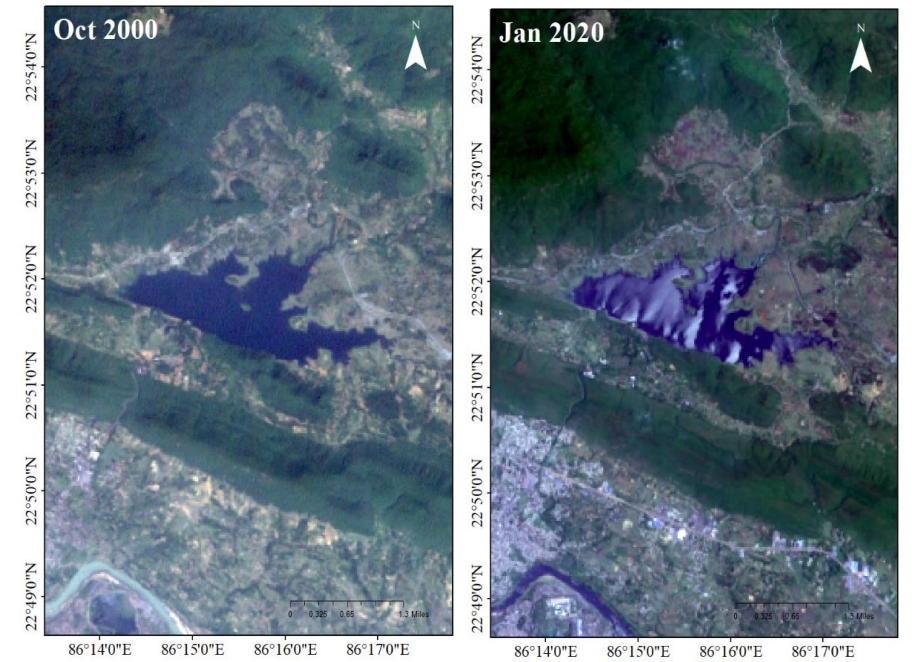 Oct 2000
N
22°54'0"N
22°53'0"N
22°52'0"N
22°51'0"N
22°50'0"N
22°49'0"N
0 0.325 0.65 1.3 Miles
86°14'0"E 86°15'0"E 86°16'0"E 86°17'0"E
Jan 2020
N
22°54'0"N
22°53'0"N
22°52'0"N
22°51'0"N
22°50'0"N
22°49'0"N
0 0.325 0.65 1.3 Miles
86°14'0"E 86°15'0"E 86°16'0"E 86°17'0"E